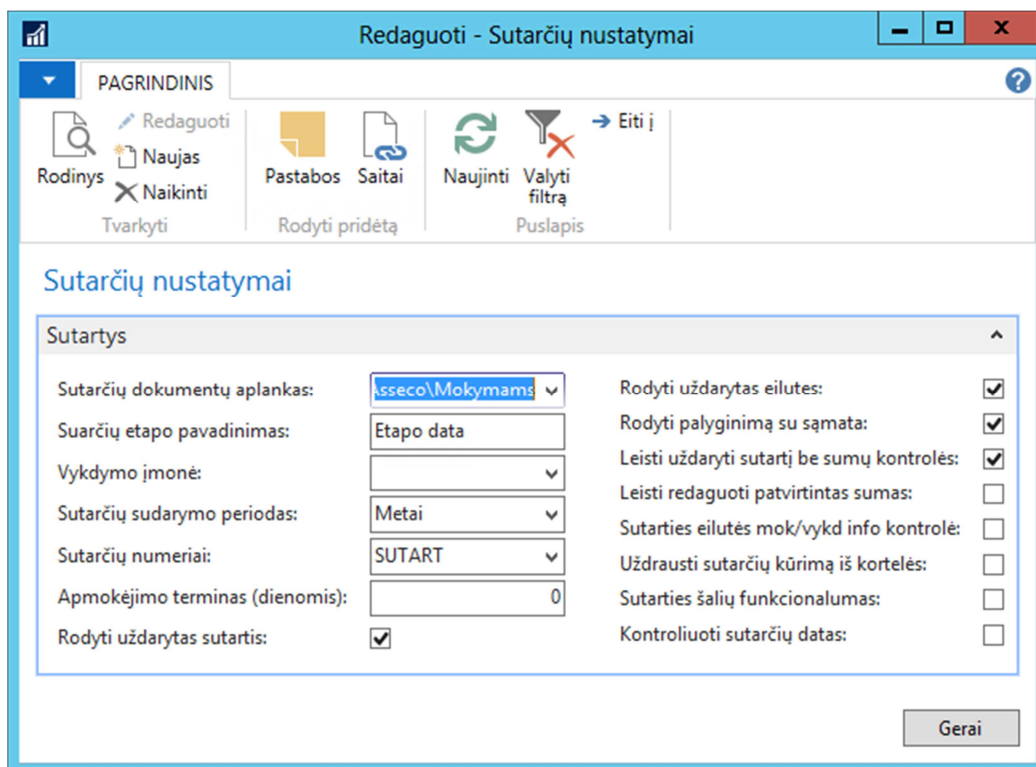 Redaguoti - Sutarčių nustatymai
PAGRINDINIS
Rodinys
Redaguoti
Naujas
Naikinti
Tvarkyti
Pastabos
Saitai
Rodyti pridėtą
Naujinti
Valyti
filtrą
Eiti į
Puslapis
Sutarčių nustatymai
Sutartys
Sutarčių dokumentų aplankas:
\Mokymams
Suarčių etapo pavadinimas:
Etapo data
Vykdymo įmonė:
Sutarčių sudarymo periodas:
Metai
Sutarčių numeriai:
SUTART
Apmokėjimo terminas (dienomis):
0
Rodyti uždarytas sutartis:
Rodyti uždarytas eilutes:
Rodyti palyginimą su sąmata:
Leisti uždaryti sutartį be sumų kontrolės:
Leisti redaguoti patvirtintas sumas:
Sutarties eilutės mok/vykd info kontrolė:
Uždrausti sutarčių kūrimą iš kortelės:
Sutarties šalių funkcionalumas:
Kontroliuoti sutarčių datas:
Gerai